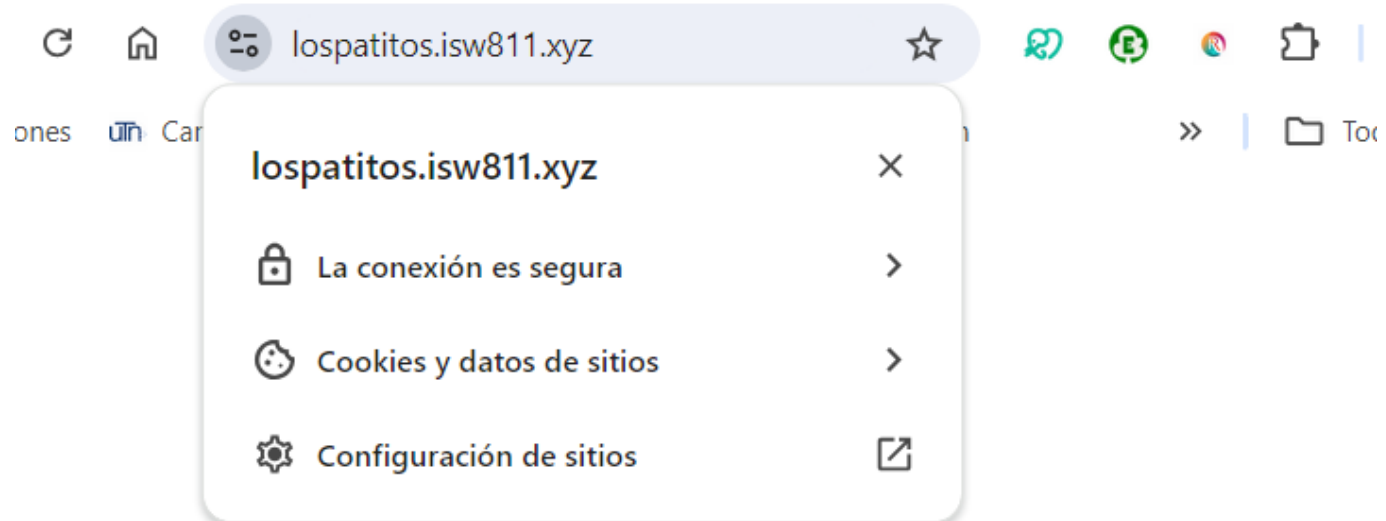 lospatitos.isw811.xyz
ones UTN Car
lospatitos.isw811.xyz
La conexión es segura
Cookies y datos de sitios
Configuración de sitios